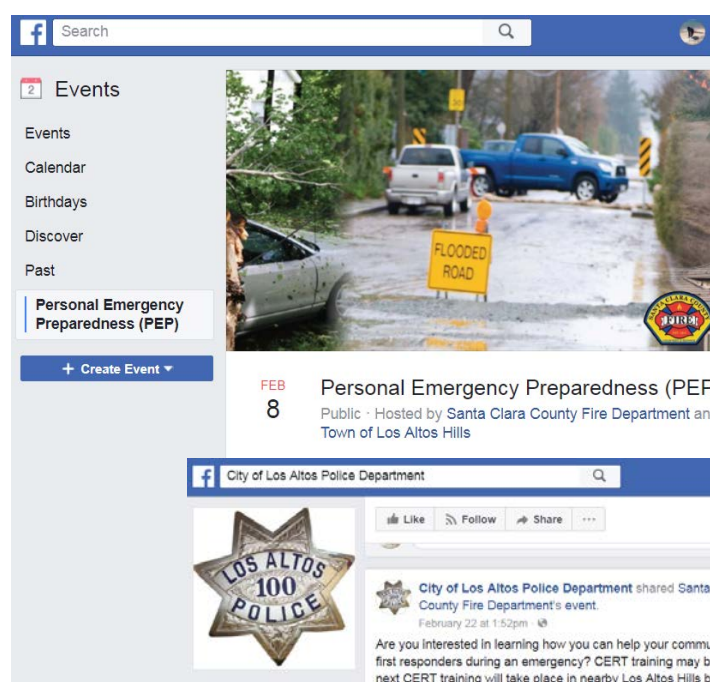 Search
2
Events
Events
Calendar
Birthdays
Discover
Past
Personal Emergency
Preparedness (PEP)
+ Create Event
FLOODED
ROAD
SANTA CLARA COUNTY
FIRE
FEB
8
Personal Emergency Preparedness (PEP
Public · Hosted by Santa Clara County Fire Department an
Town of Los Altos Hills
City of Los Altos Police Department
Like Follow Share ...
LOS ALTOS
100
POLICE
City of Los Altos Police Department shared Santa
County Fire Department's event.
February 22 at 1:52pm ·
Are you interested in learning how you can help your commu
first responders during an emergency? CERT training may b
next CERT training will take place in nearby Los Altos Hills b